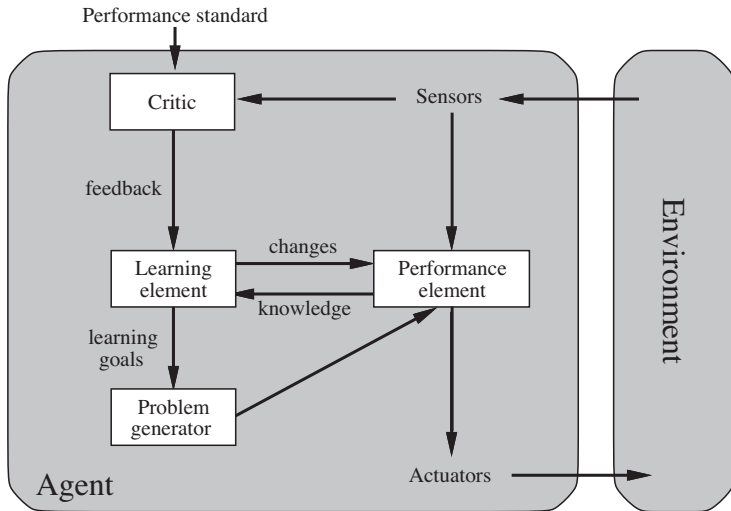 Performance standard
Critic
Sensors
feedback
changes
Learning
element
Performance
element
knowledge
learning
goals
Problem
generator
Agent
Actuators
Environment